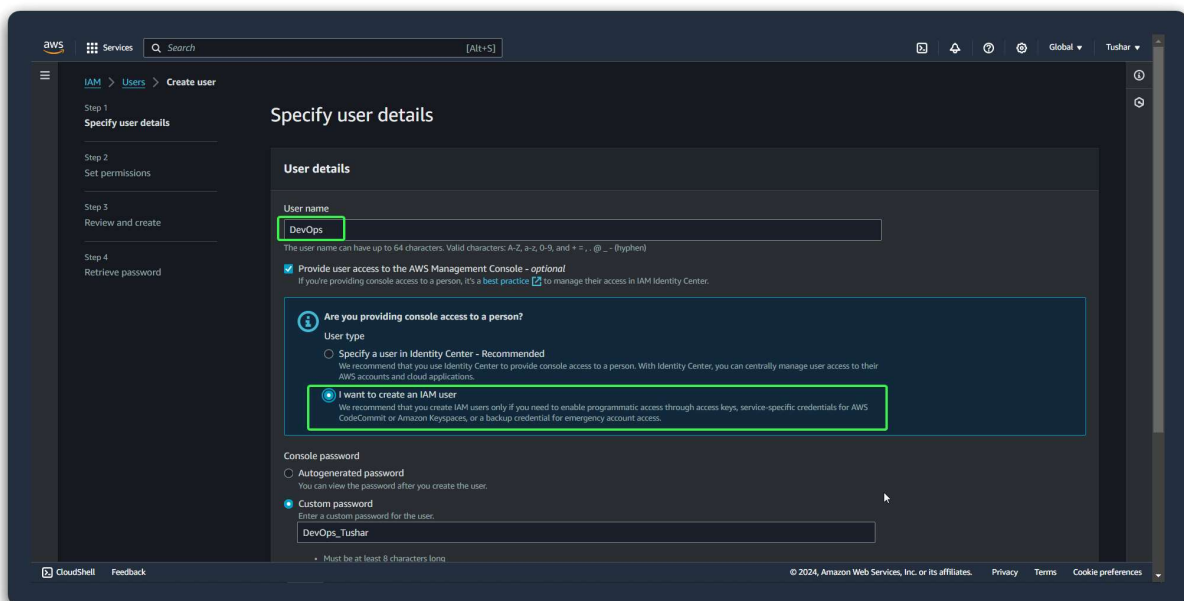 aws
Services
Search
[Alt+S]
Global
Tushar
IAM > Users > Create user
Step 1
Specify user details
Step 2
Set permissions
Step 3
Review and create
Step 4
Retrieve password
Specify user details
User details
User name
DevOps
The user name can have up to 64 characters. Valid characters: A-Z, a-z, 0-9, and + = , . @ _ - (hyphen)
Provide user access to the AWS Management Console - optional
If you're providing console access to a person, it's a best practice to manage their access in IAM Identity Center.
Are you providing console access to a person?
User type
Specify a user in Identity Center - Recommended
We recommend that you use Identity Center to provide console access to a person. With Identity Center, you can centrally manage user access to their
AWS accounts and cloud applications.
I want to create an IAM user
We recommend that you create IAM users only if you need to enable programmatic access through access keys, service-specific credentials for AWS
CodeCommit or Amazon Keyspaces, or a backup credential for emergency account access.
Console password
Autogenerated password
You can view the password after you create the user.
Custom password
Enter a custom password for the user.
DevOps_Tushar
• Must be at least 8 characters long
CloudShell
Feedback
© 2024, Amazon Web Services, Inc. or its affiliates.
Privacy
Terms
Cookie preferences